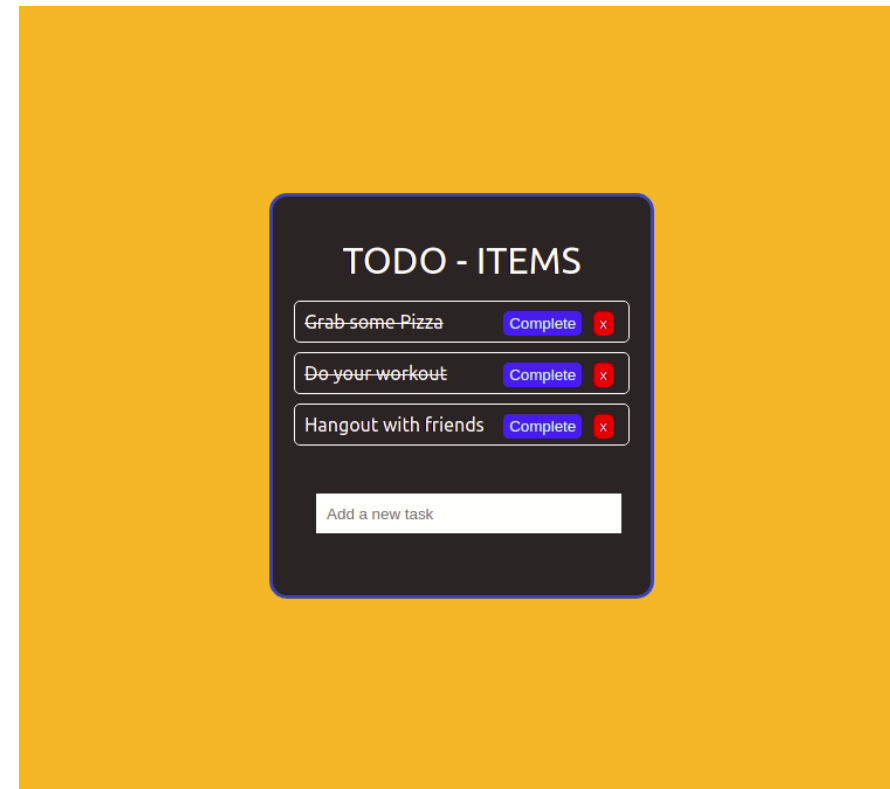 TODO - ITEMS
Grab some Pizza Complete x
Do your workout Complete x
Hangout with friends Complete x
Add a new task